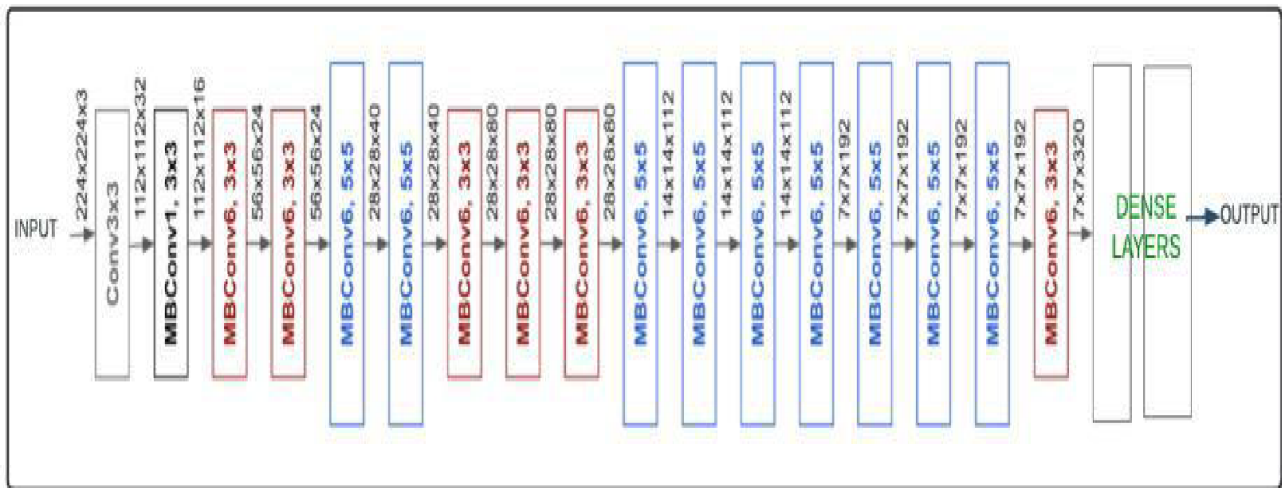 INPUT
224x224x3
Conv3x3
112x112x32
MBConv1, 3x3
112x112x16
MBConv6, 3x3
56x56x24
MBConv6, 3x3
56x56x24
MBConv6, 5x5
28x28x40
MBConv6, 5x5
28x28x40
MBConv6, 3x3
28x28x80
MBConv6, 3x3
28x28x80
MBConv6, 3x3
28x28x80
MBConv6, 5x5
14x14x112
MBConv6, 5x5
14x14x112
MBConv6, 5x5
14x14x112
MBConv6, 5x5
7x7x192
MBConv6, 5x5
7x7x192
MBConv6, 5x5
7x7x192
MBConv6, 5x5
7x7x192
MBConv6, 3x3
7x7x320
DENSE
LAYERS
OUTPUT